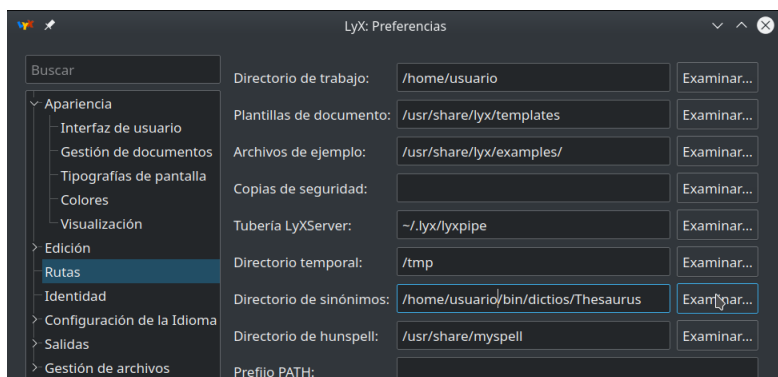 LyX: Preferencias
Buscar
Apariencia
Interfaz de usuario
Gestión de documentos
Tipografías de pantalla
Colores
Visualización
Edición
Rutas
Identidad
Configuración de la Idioma
Salidas
Gestión de archivos
Directorio de trabajo: /home/usuario Examinar...
Plantillas de documento: /usr/share/lyx/templates Examinar...
Archivos de ejemplo: /usr/share/lyx/examples/ Examinar...
Copias de seguridad: Examinar...
Tubería LyXServer: ~/.lyx/lyxpipe Examinar...
Directorio temporal: /tmp Examinar...
Directorio de sinónimos: /home/usuario/bin/dictios/Thesaurus Examinar...
Directorio de hunspell: /usr/share/myspell Examinar...
Prefijo PATH: